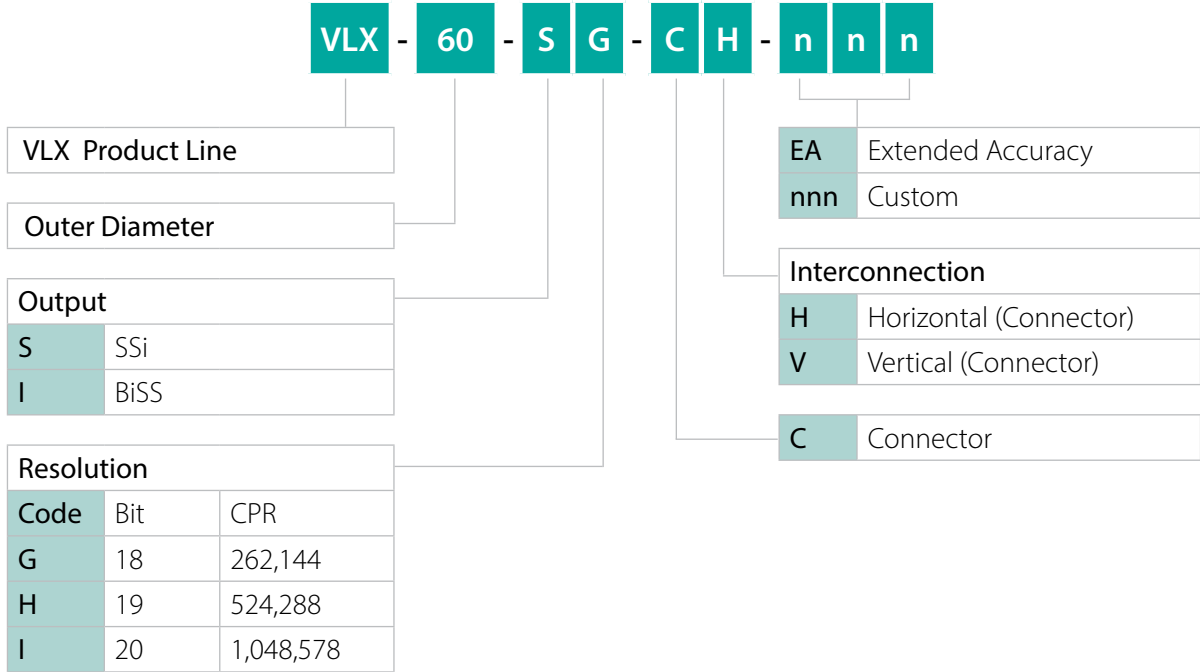 VLX - 60 - S G - C H - n n n
VLX Product Line
Outer Diameter
Output
S SSi
I BiSS
Resolution
Code Bit CPR
G 18 262,144
H 19 524,288
I 20 1,048,578
EA Extended Accuracy
nnn Custom
Interconnection
H Horizontal (Connector)
V Vertical (Connector)
C Connector